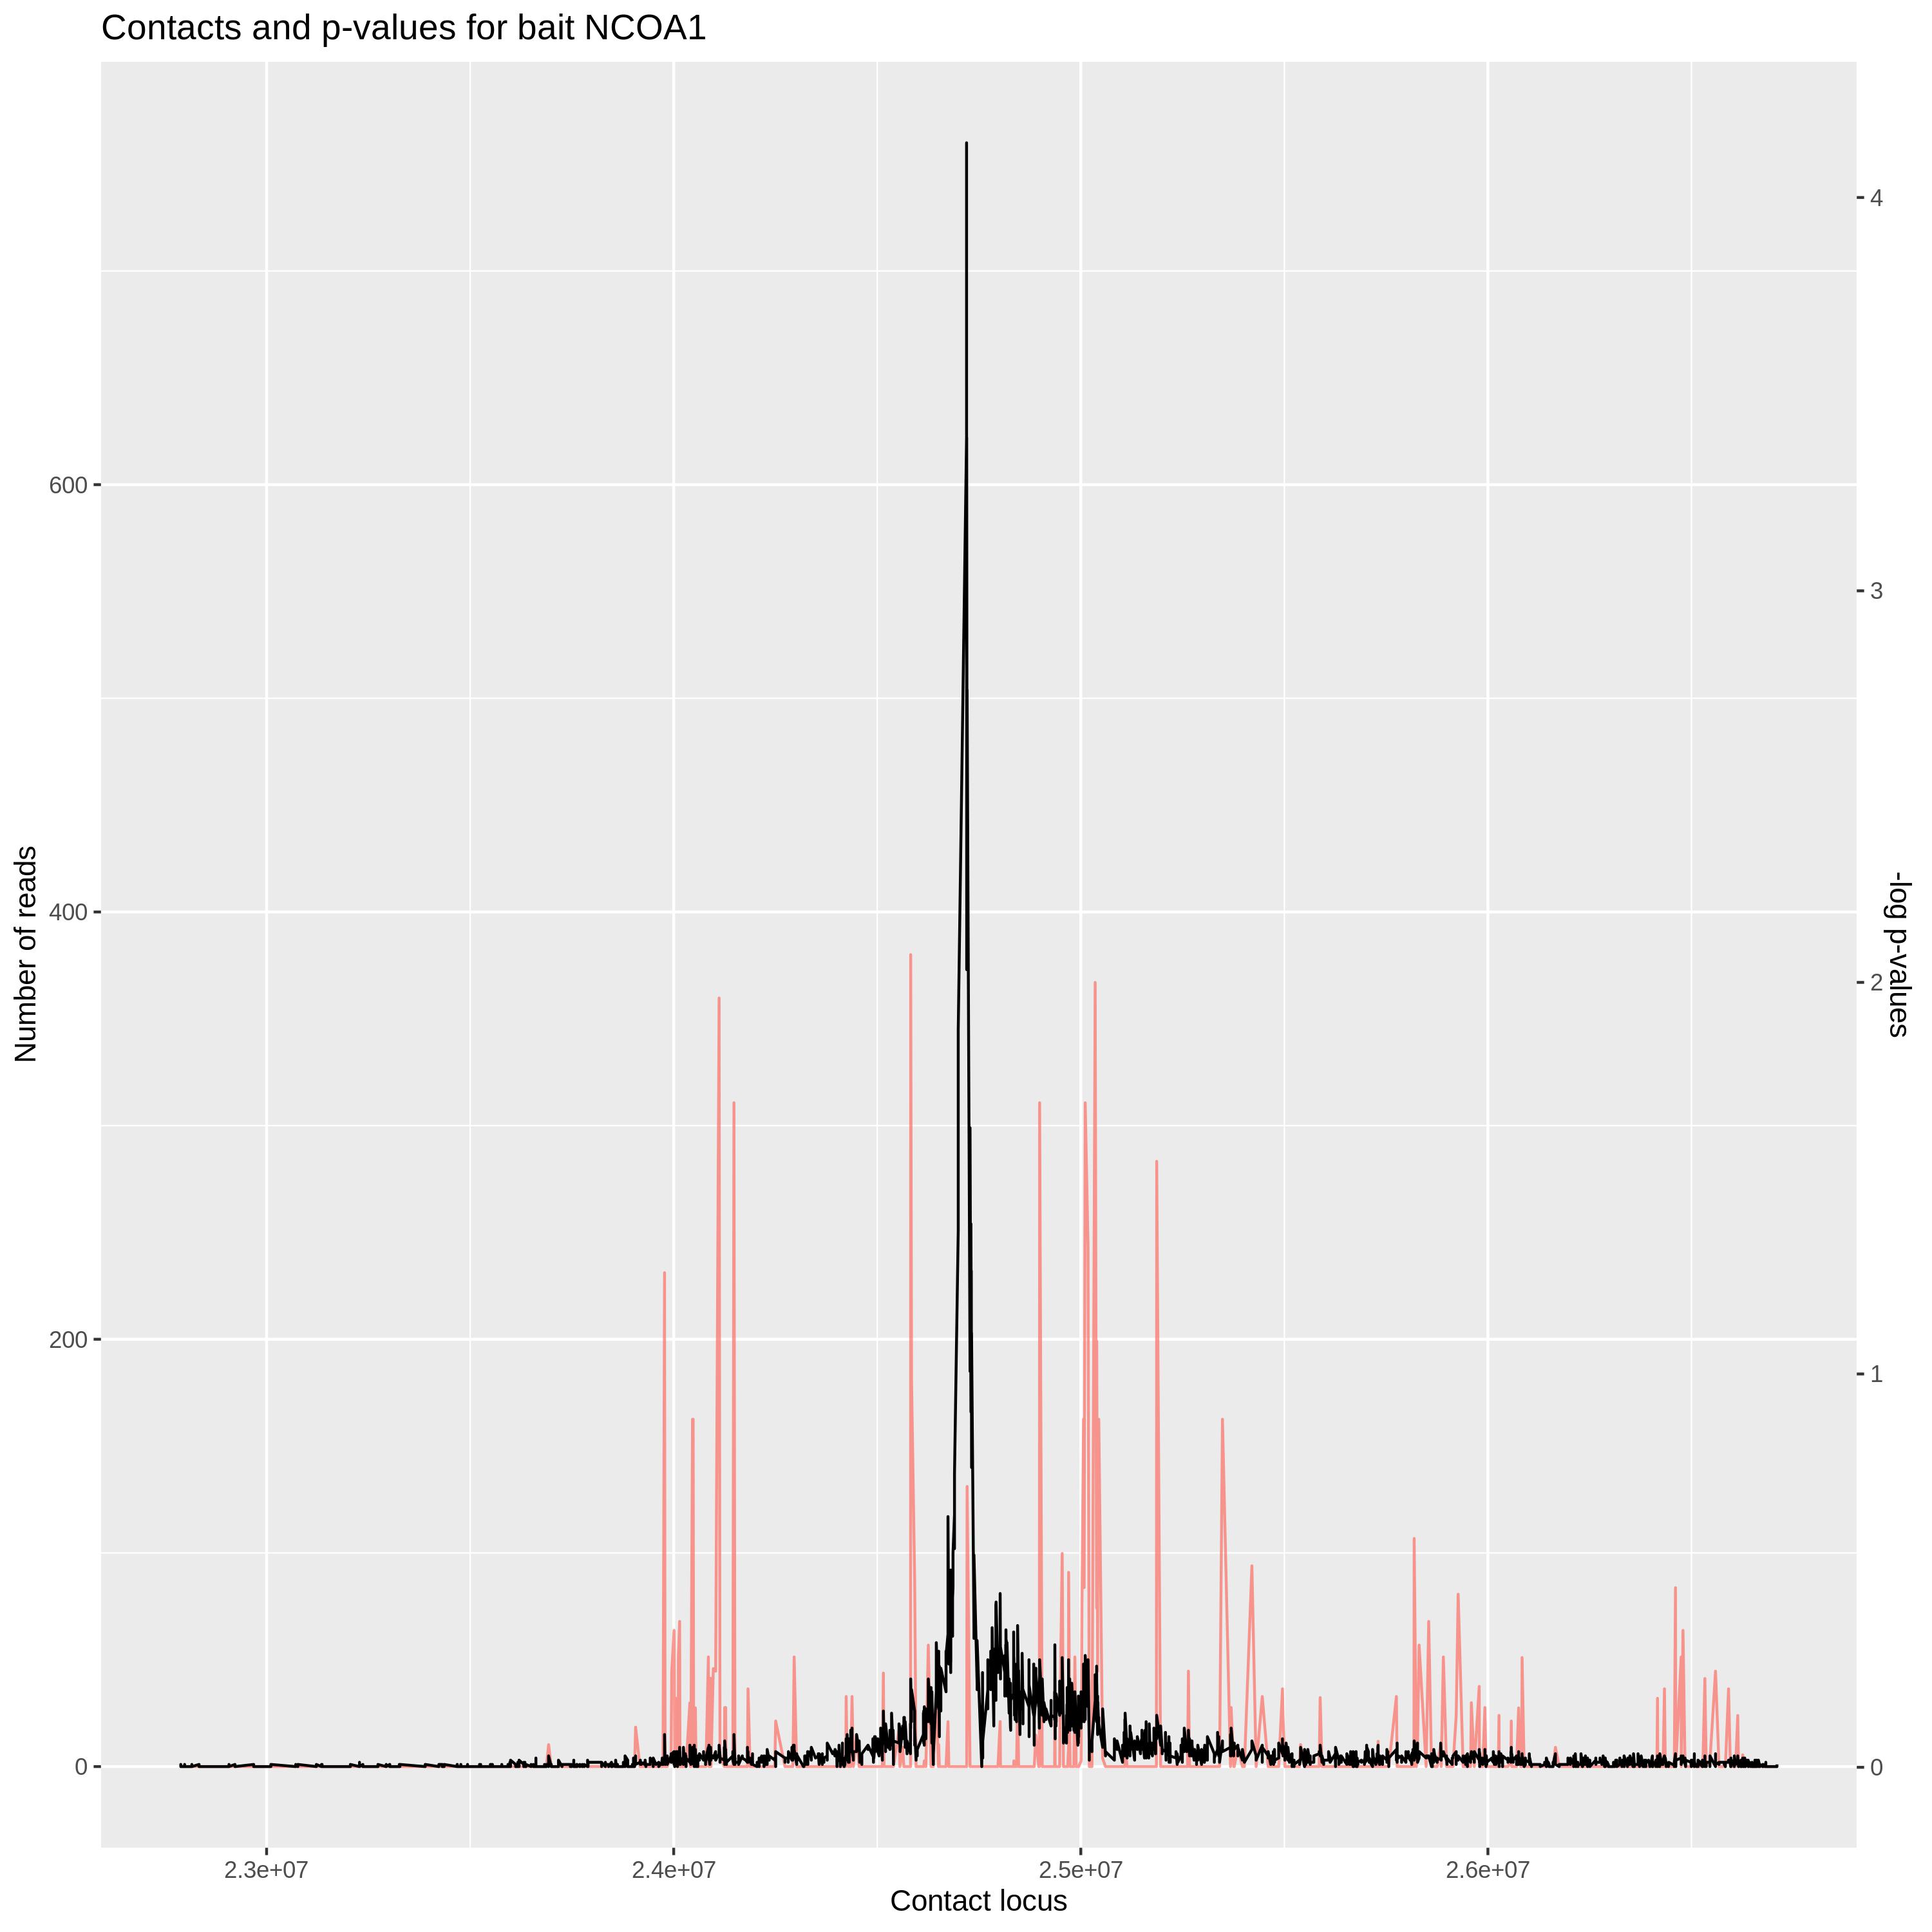 Contacts and p-values for bait NCOA1
Number of reads
600
400
200
0
4
3
2
1
0
-log p-values
2.3e+07
2.4e+07
2.5e+07
2.6e+07
Contact locus